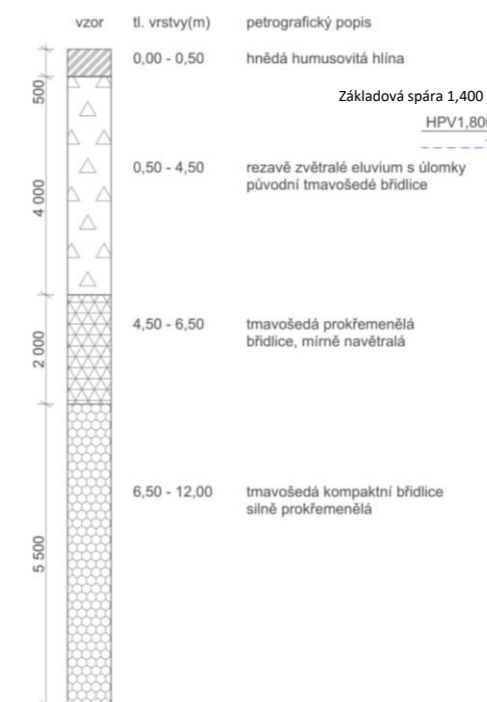 vzor tl. vrstvy(m) petrografický popis
0,00 - 0,50 hnědá humusovitá hlína
500
Základová spára 1,400
HPV1,800
0,50 - 4,50 rezavě zvětralé eluvium s úlomky
původní tmavošedé břidlice
4 000
4,50 - 6,50 tmavošedá prokřemenělá
břidlice, mírně navětralá
2 000
6,50 - 12,00 tmavošedá kompaktní břidlice
silně prokřemenělá
5 500